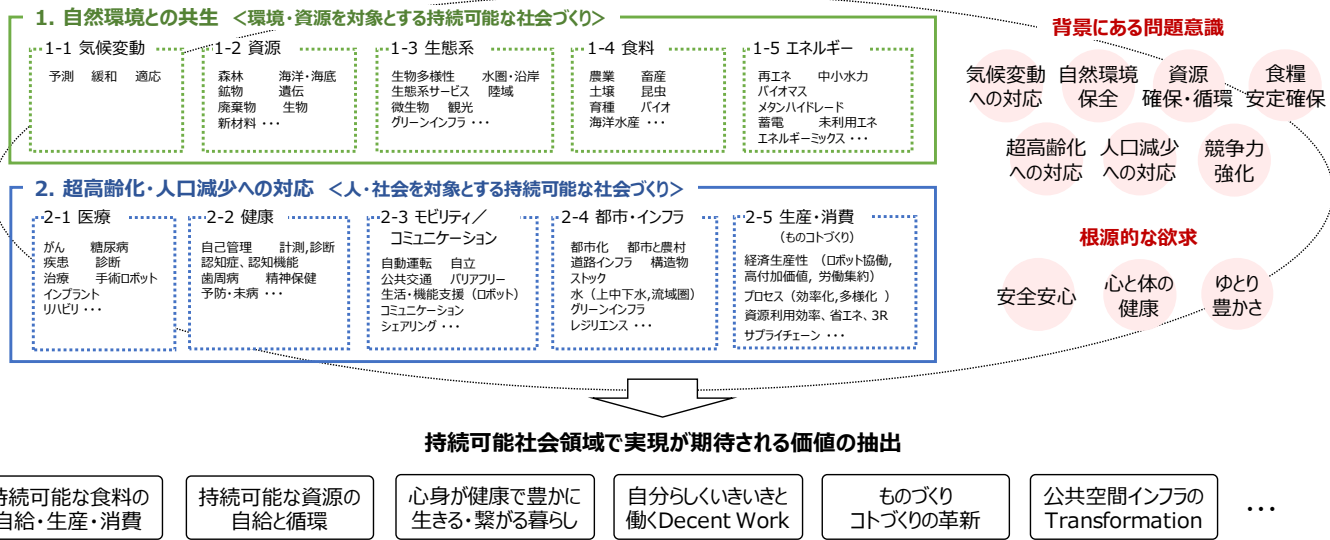 1. 自然環境との共生 ＜環境・資源を対象とする持続可能な社会づくり＞
1-1 気候変動
予測 緩和 適応
1-2 資源
森林 海洋・海底
鉱物 遺伝
廃棄物 生物
新材料 ・・・
1-3 生態系
生物多様性 水圏・沿岸
生態系サービス 陸域
微生物 観光
グリーンインフラ ・・・
1-4 食料
農業 畜産
土壌 昆虫
育種 バイオ
海洋水産 ・・・
1-5 エネルギー
再エネ 中小水力
バイオマス
メタンハイドレード
蓄電 未利用エネ
エネルギーミックス ・・・
2. 超高齢化・人口減少への対応 ＜人・社会を対象とする持続可能な社会づくり＞
2-1 医療
がん 糖尿病
疾患 診断
治療 手術ロボット
インプラント
リハビリ ・・・
2-2 健康
自己管理 計測,診断
認知症、認知機能
歯周病 精神保健
予防・未病 ・・・
2-3 モビリティ／
コミュニケーション
自動運転 自立
公共交通 バリアフリー
生活・機能支援（ロボット）
コミュニケーション
シェアリング ・・・
2-4 都市・インフラ
都市化 都市と農村
道路インフラ 構造物
ストック
水（上中下水,流域圏）
グリーンインフラ
レジリエンス ・・・
2-5 生産・消費
（ものコトづくり）
経済生産性（ロボット協働,
高付加価値, 労働集約）
プロセス（効率化,多様化 ）
資源利用効率、省エネ、3R
サプライチェーン ・・・
背景にある問題意識
気候変動
への対応
自然環境
保全
資源
確保・循環
食糧
安定確保
超高齢化
への対応
人口減少
への対応
競争力
強化
根源的な欲求
安全安心
心と体の
健康
ゆとり
豊かさ
持続可能社会領域で実現が期待される価値の抽出
持続可能な食料の
自給・生産・消費
持続可能な資源の
自給と循環
心身が健康で豊かに
生きる・繋がる暮らし
自分らしくいきいきと
働くDecent Work
ものづくり
コトづくりの革新
公共空間インフラの
Transformation
・・・